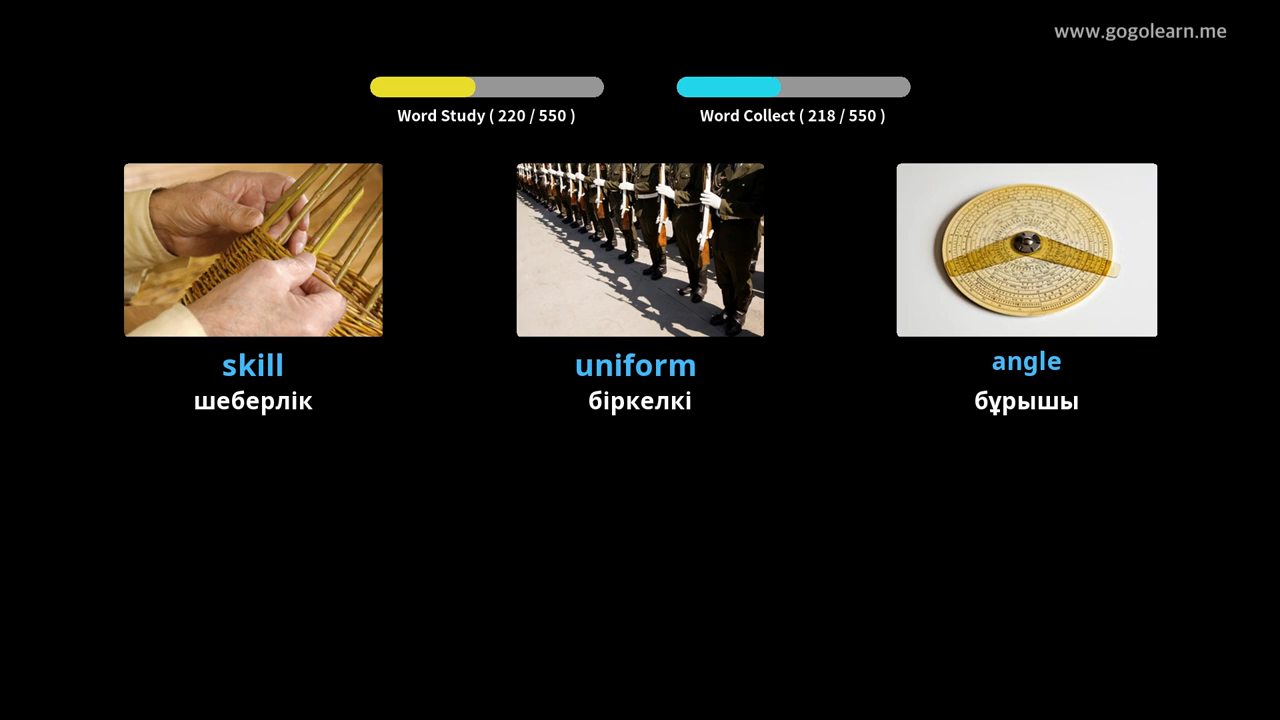 www.gogolearn.me
Word Study ( 220 / 550 )
Word Collect ( 218 / 550 )
skill
uniform
angle
шеберлік
біркелкі
бұрышы